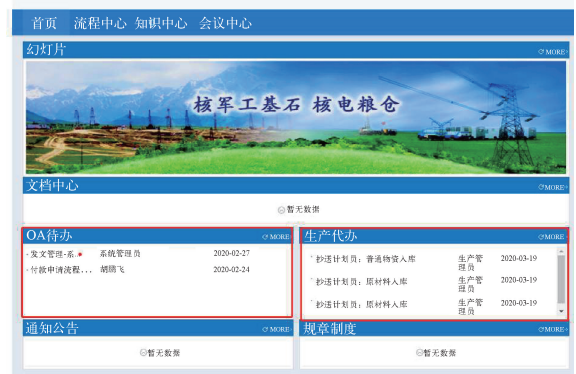 首页 流程中心 知识中心 会议中心
幻灯片 MORE>
核军工基石 核电粮仓
文档中心 MORE>
暂无数据
OA待办 MORE>
发文管理-系.. 系统管理员 2020-02-27
付款申请流程... 胡鹏飞 2020-02-24
生产代办 MORE>
抄送计划员：普通物资入库 生产管理员 2020-03-19
抄送计划员：原材料入库 生产管理员 2020-03-19
抄送计划员：原材料入库 生产管理员 2020-03-19
通知公告 MORE>
暂无数据
规章制度 MORE>
暂无数据